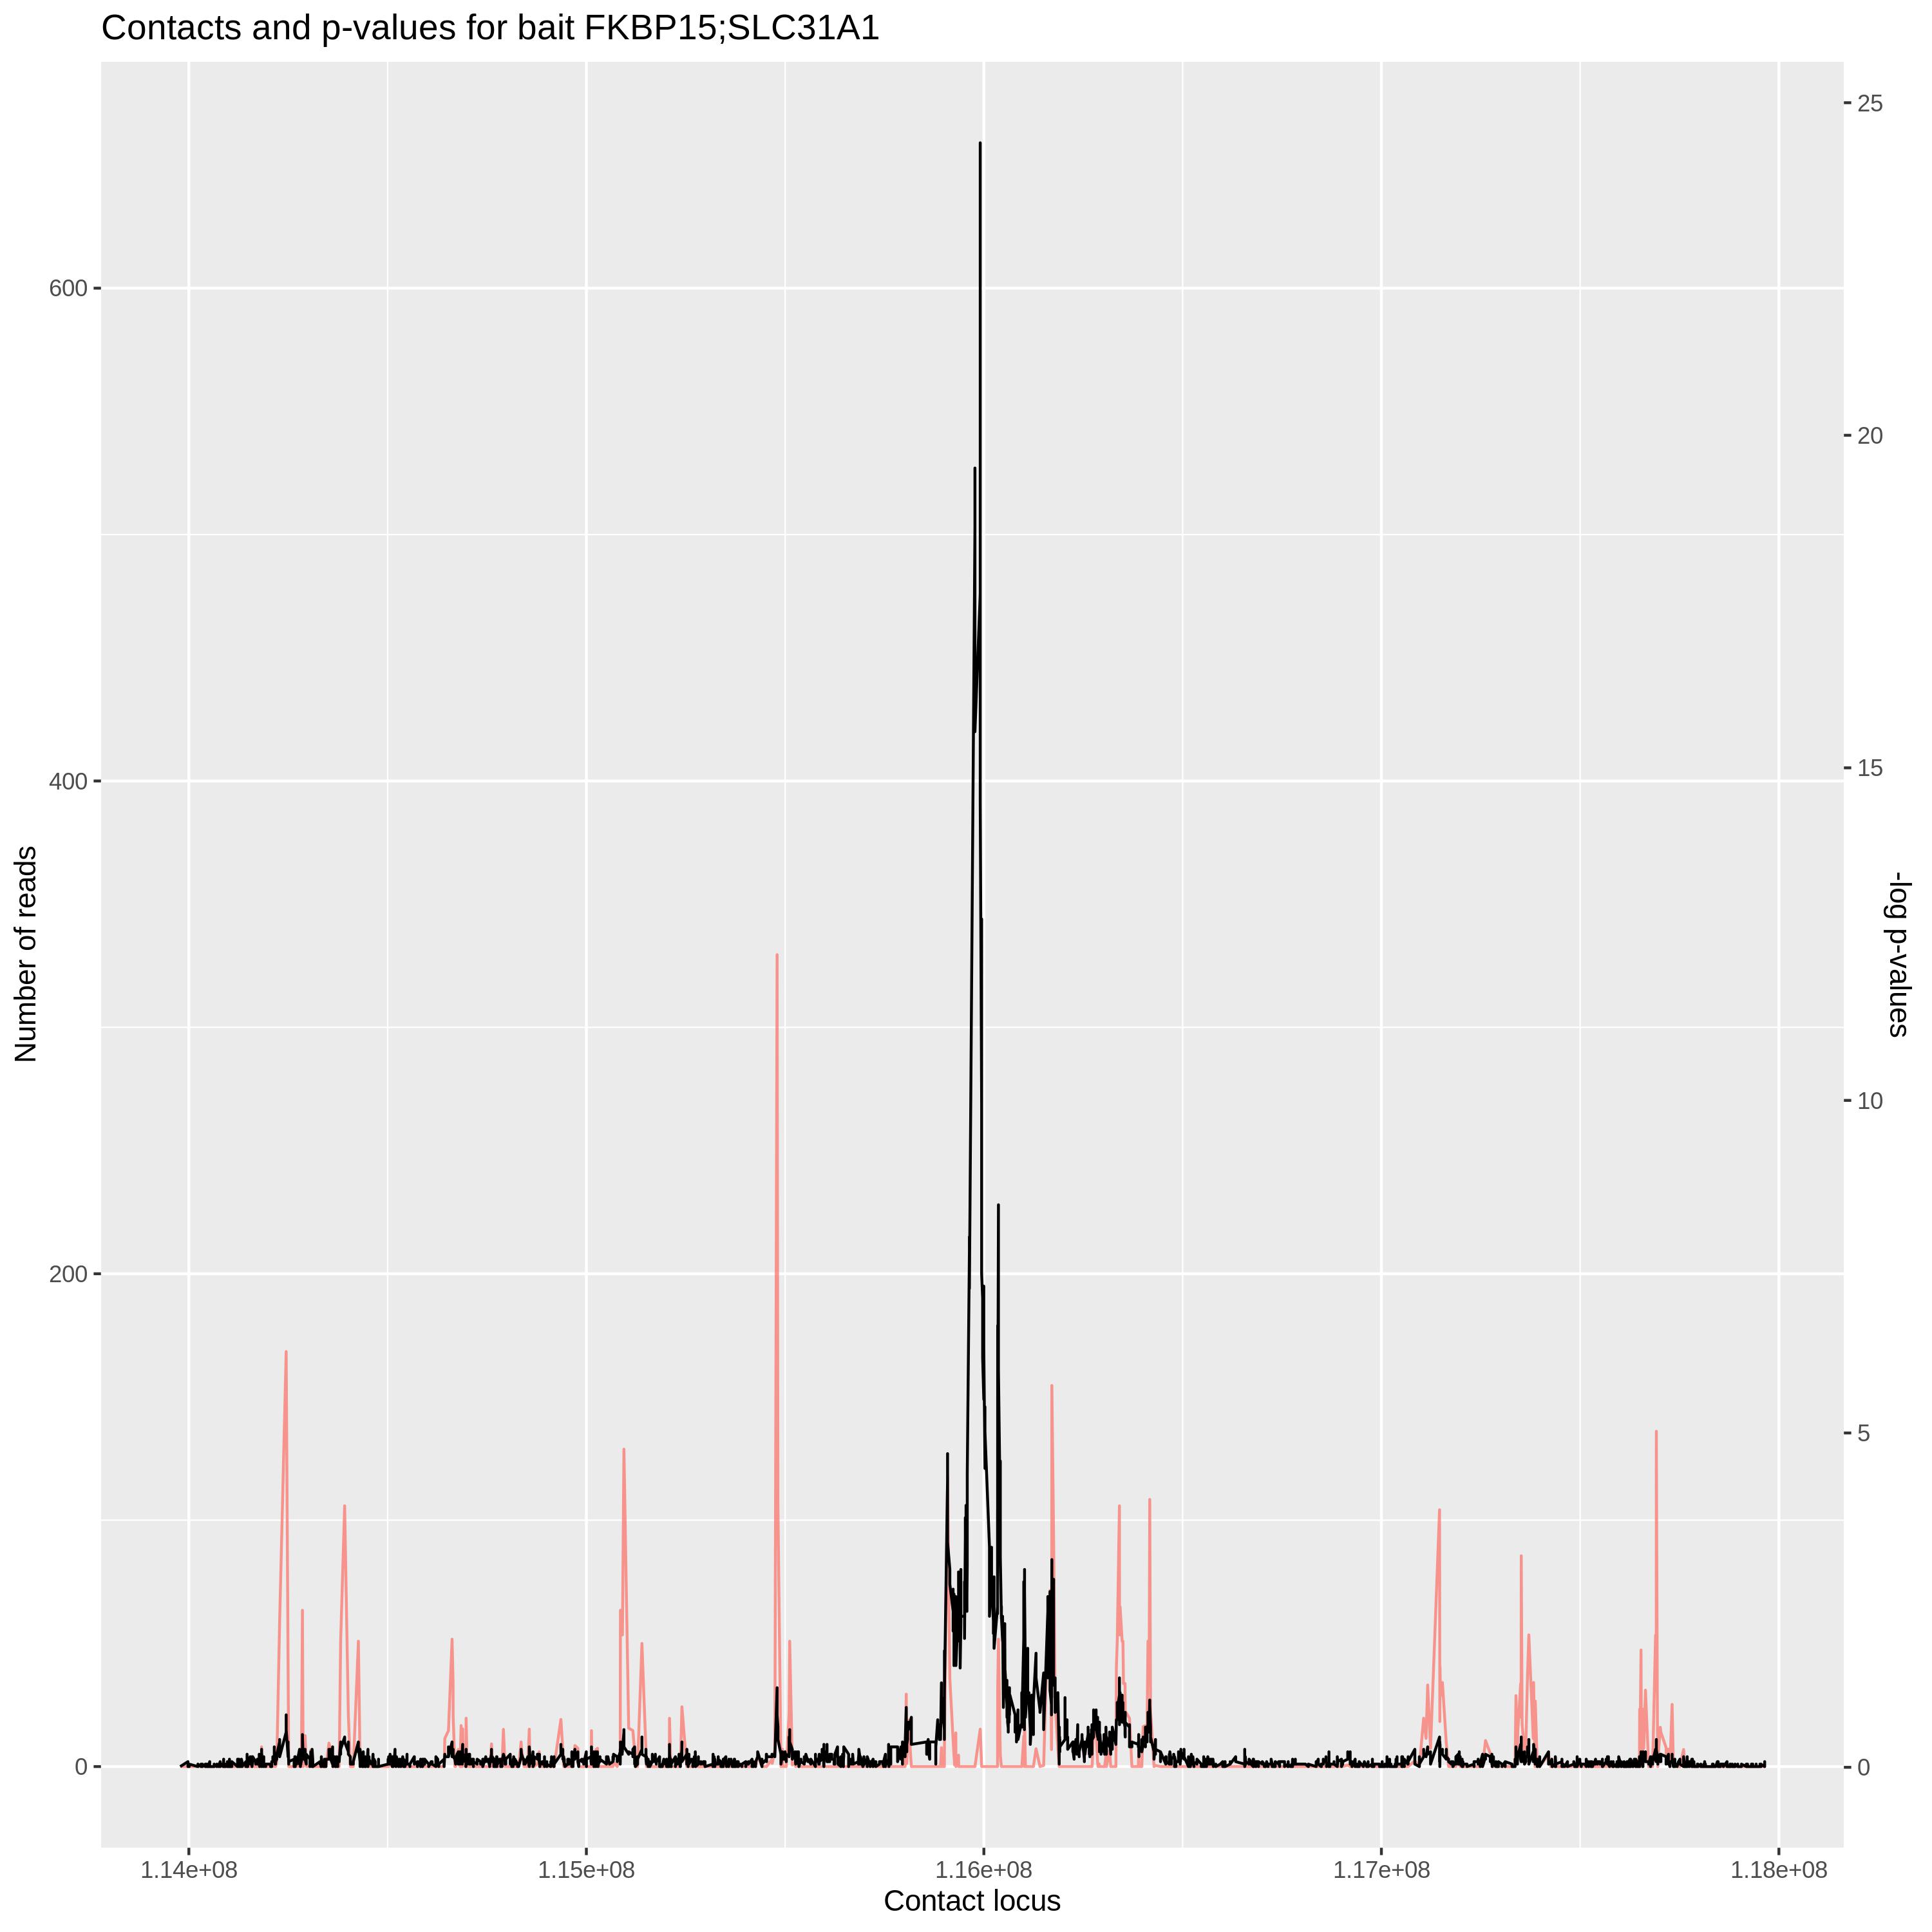 Contacts and p-values for bait FKBP15;SLC31A1
Number of reads
600
400
200
0
25
20
15
10
5
0
-log p-values
1.14e+08
1.15e+08
1.16e+08
1.17e+08
1.18e+08
Contact locus